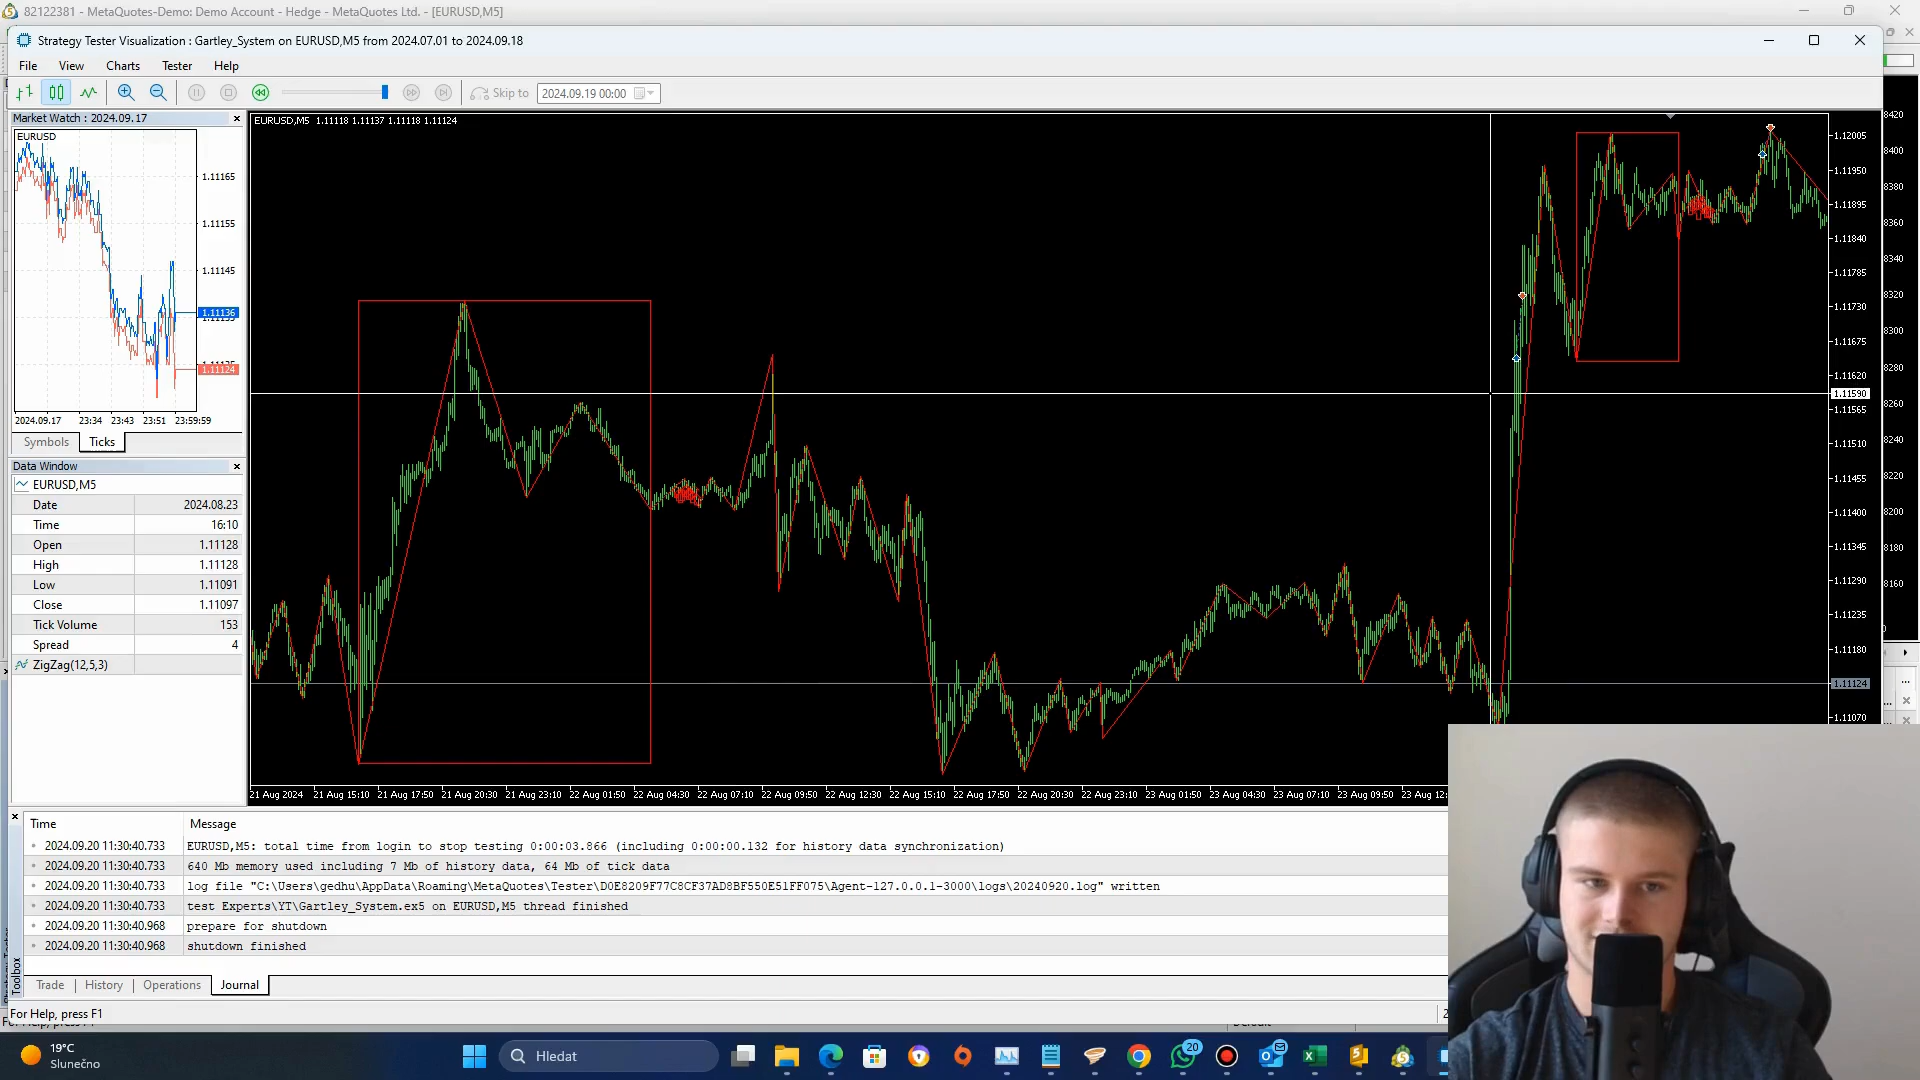 82122381 - MetaQuotes-Demo: Demo Account - Hedge - MetaQuotes Ltd. - [EURUSD,M5]
Strategy Tester Visualization : Gartley_System on EURUSD,M5 from 2024.07.01 to 2024.09.18
File View Charts Tester Help
Skip to 2024.09.19 00:00
Market Watch : 2024.09.17
EURUSD
1.11165
1.11155
1.11145
1.11136
1.11124
2024.09.17 23:34 23:43 23:51 23:59:59
Symbols Ticks
Data Window
EURUSD,M5
Date 2024.08.23
Time 16:10
Open 1.11128
High 1.11128
Low 1.11091
Close 1.11097
Tick Volume 153
Spread 4
ZigZag(12,5,3)
EURUSD,M5 1.11118 1.11137 1.11118 1.11124
1.12005
1.11950
1.11895
1.11840
1.11785
1.11730
1.11675
1.11620
1.11590
1.11565
1.11510
1.11455
1.11400
1.11345
1.11290
1.11235
1.11180
1.11124
1.11070
8420
8400
8380
8360
8340
8320
8300
8280
8260
8240
8220
8200
8180
8160
21 Aug 2024 21 Aug 15:10 21 Aug 17:50 21 Aug 20:30 21 Aug 23:10 22 Aug 01:50 22 Aug 04:30 22 Aug 07:10 22 Aug 09:50 22 Aug 12:30 22 Aug 15:10 22 Aug 17:50 22 Aug 20:30 22 Aug 23:10 23 Aug 01:50 23 Aug 04:30 23 Aug 07:10 23 Aug 09:50 23 Aug 12:
Time Message
2024.09.20 11:30:40.733 EURUSD,M5: total time from login to stop testing 0:00:03.866 (including 0:00:00.132 for history data synchronization)
2024.09.20 11:30:40.733 640 Mb memory used including 7 Mb of history data, 64 Mb of tick data
2024.09.20 11:30:40.733 log file "C:\Users\gedhu\AppData\Roaming\MetaQuotes\Tester\D0E8209F77C8CF37AD8BF550E51FF075\Agent-127.0.0.1-3000\logs\20240920.log" written
2024.09.20 11:30:40.733 test Experts\YT\Gartley_System.ex5 on EURUSD,M5 thread finished
2024.09.20 11:30:40.968 prepare for shutdown
2024.09.20 11:30:40.968 shutdown finished
Toolbox
Trade History Operations Journal
For Help, press F1
19°C
Slunečno
Hledat
20